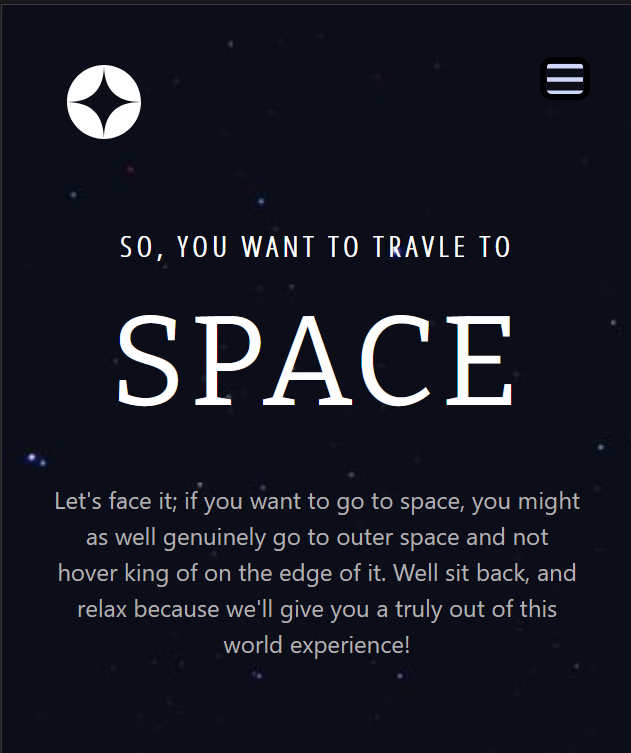 SO, YOU WANT TO TRAVLE TO
SPACE
Let's face it; if you want to go to space, you might
as well genuinely go to outer space and not
hover king of on the edge of it. Well sit back, and
relax because we'll give you a truly out of this
world experience!